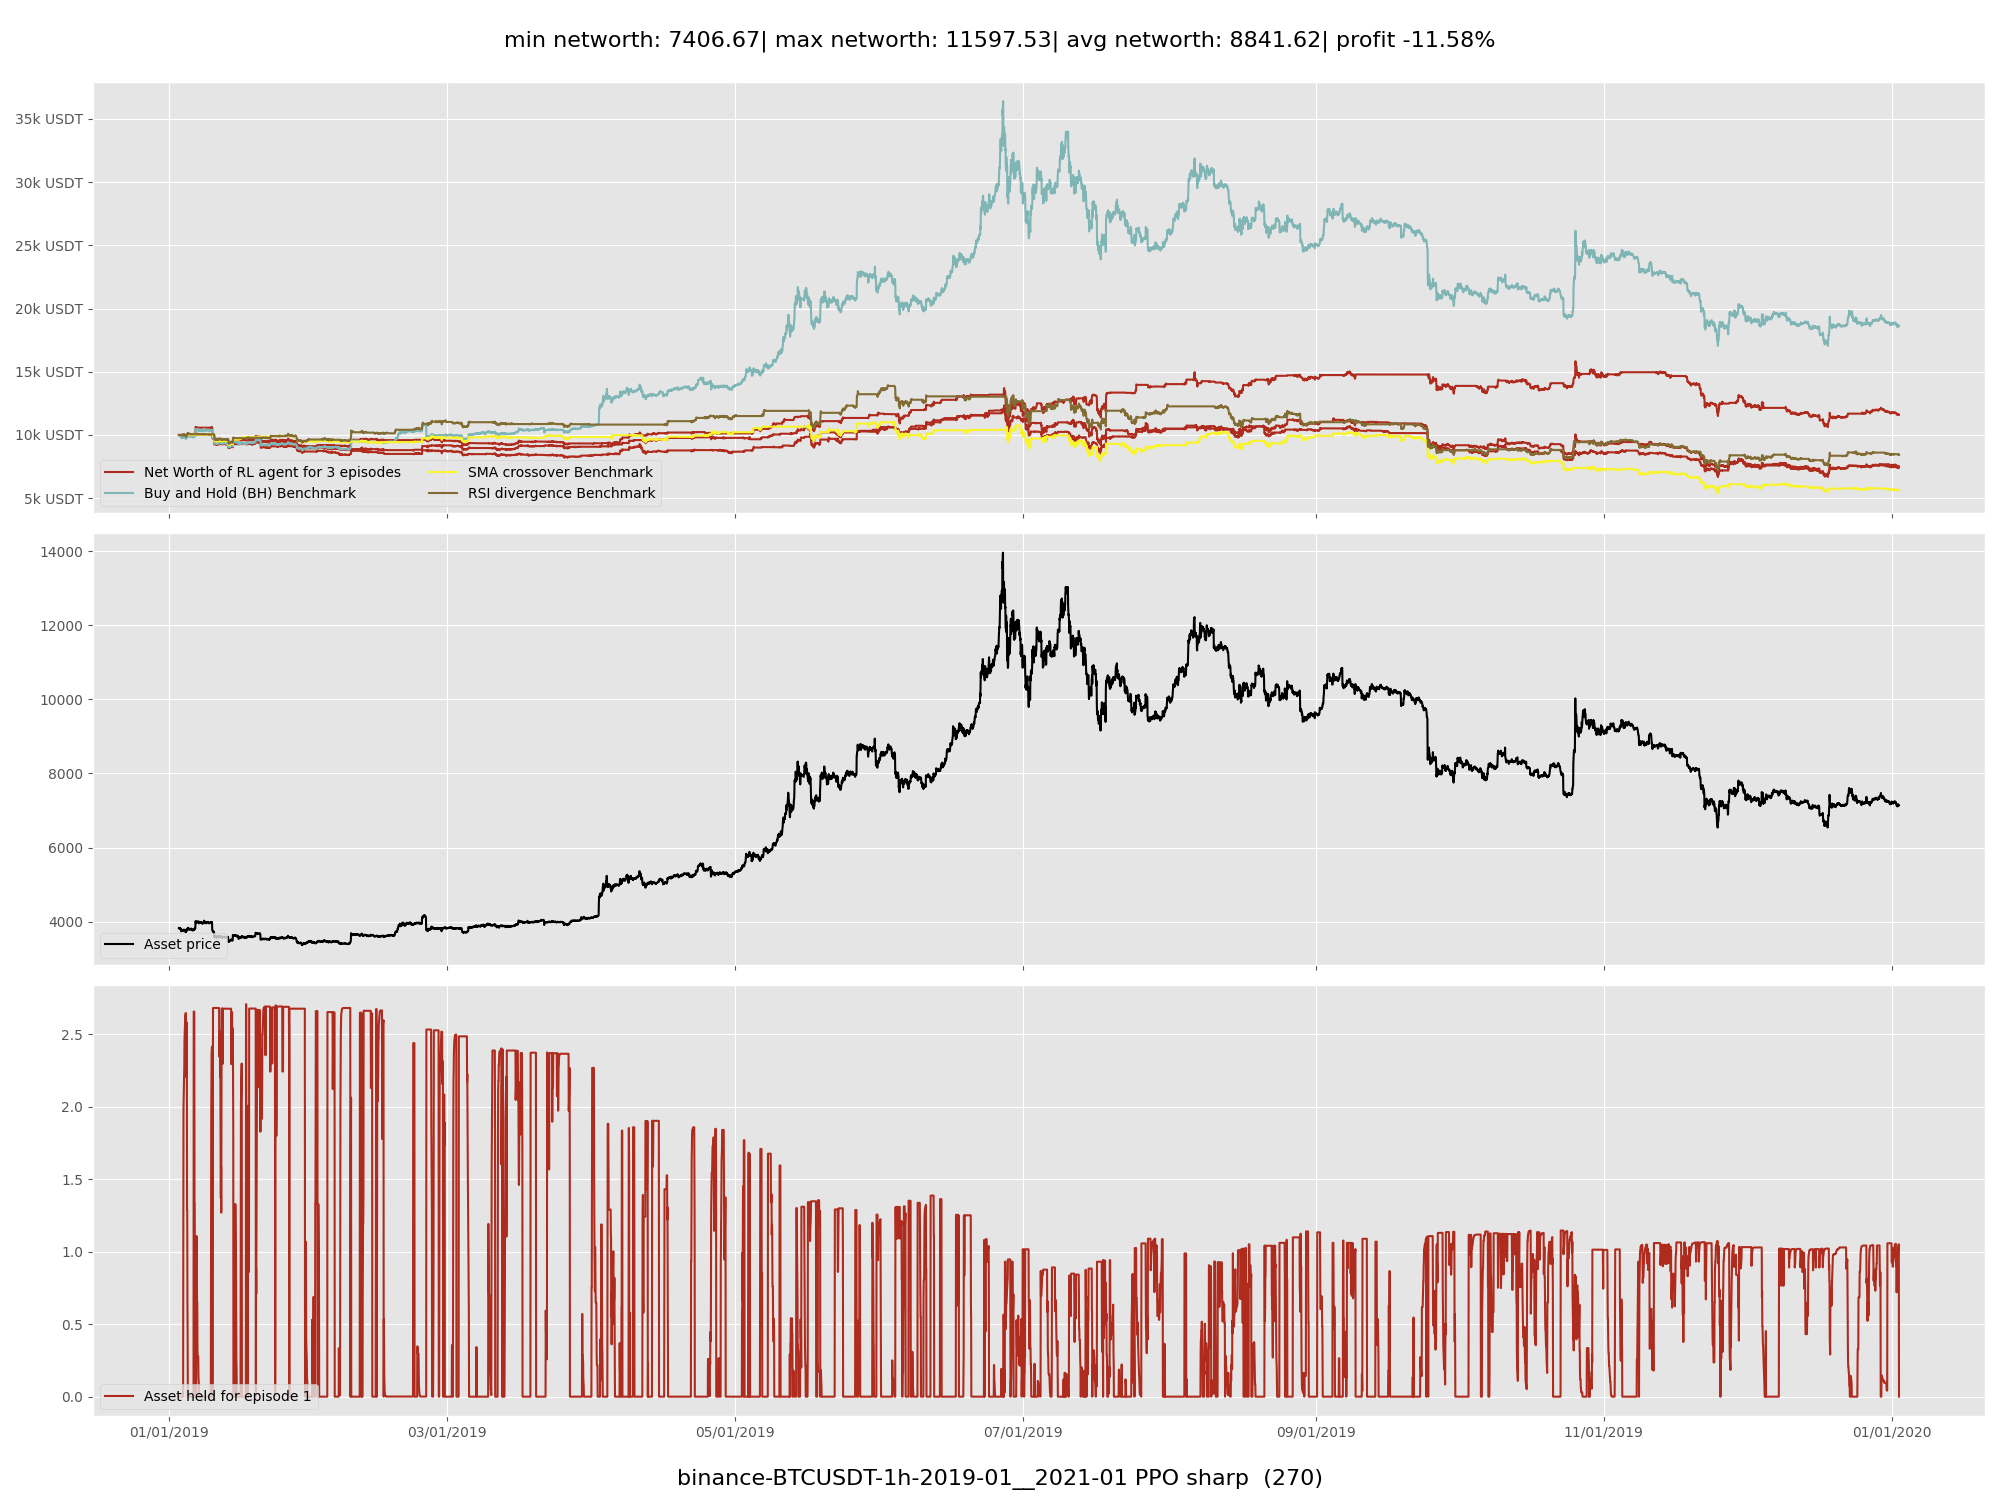 min networth: 7406.67| max networth: 11597.53| avg networth: 8841.62| profit -11.58%
35k USDT
30k USDT
25k USDT
20k USDT
15k USDT
10k USDT
5k USDT
Net Worth of RL agent for 3 episodes
Buy and Hold (BH) Benchmark
SMA crossover Benchmark
RSI divergence Benchmark
14000
12000
10000
8000
6000
4000
Asset price
2.5
2.0
1.5
1.0
0.5
0.0
Asset held for episode 1
01/01/2019 03/01/2019 05/01/2019 07/01/2019 09/01/2019 11/01/2019 01/01/2020
binance-BTCUSDT-1h-2019-01__2021-01 PPO sharp (270)